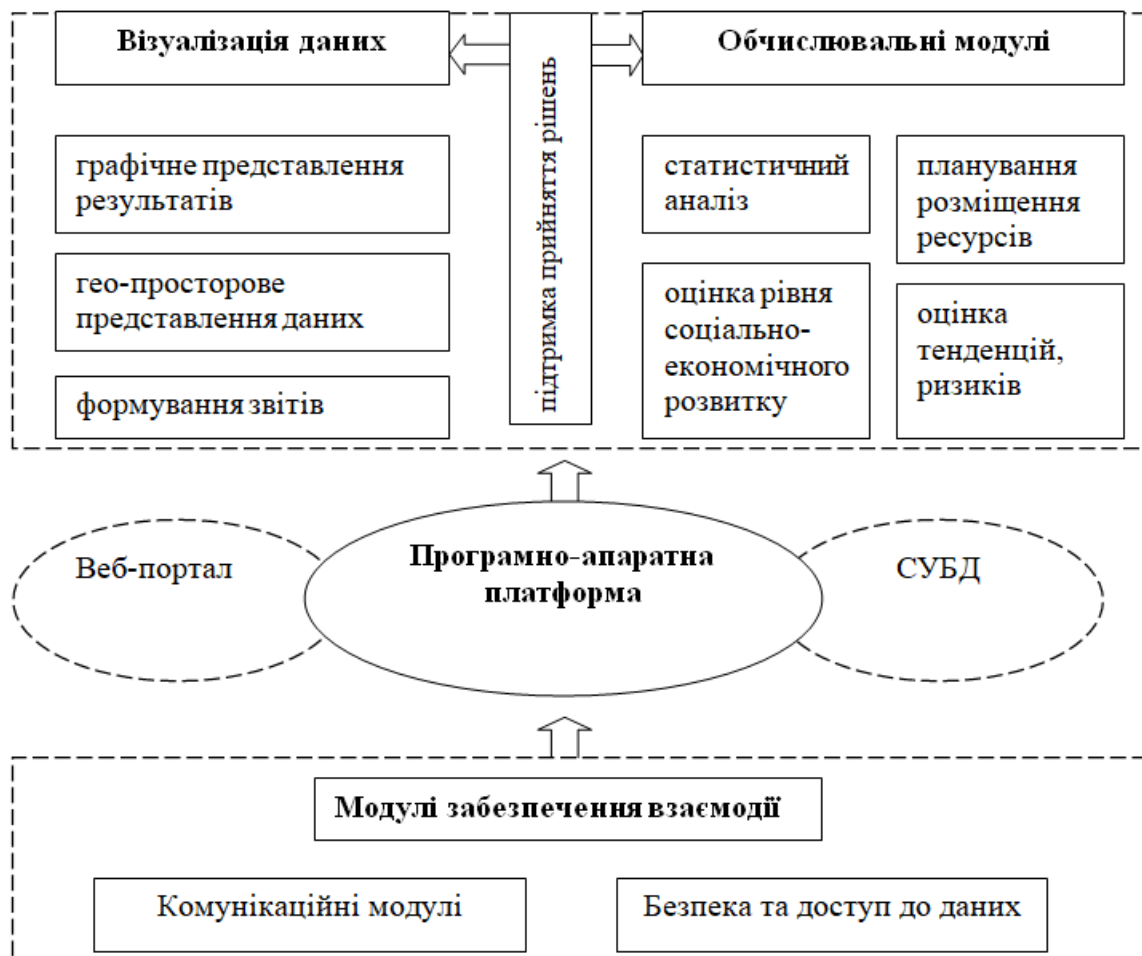 Візуалізація даних
підтримка прийняття рішень
Обчислювальні модулі
графічне представлення
результатів
гео-просторове
представлення даних
формування звітів
статистичний
аналіз
планування
розміщення
ресурсів
оцінка рівня
соціально-
економічного
розвитку
оцінка
тенденцій,
ризиків
Веб-портал
Програмно-апаратна
платформа
СУБД
Модулі забезпечення взаємодії
Комунікаційні модулі
Безпека та доступ до даних